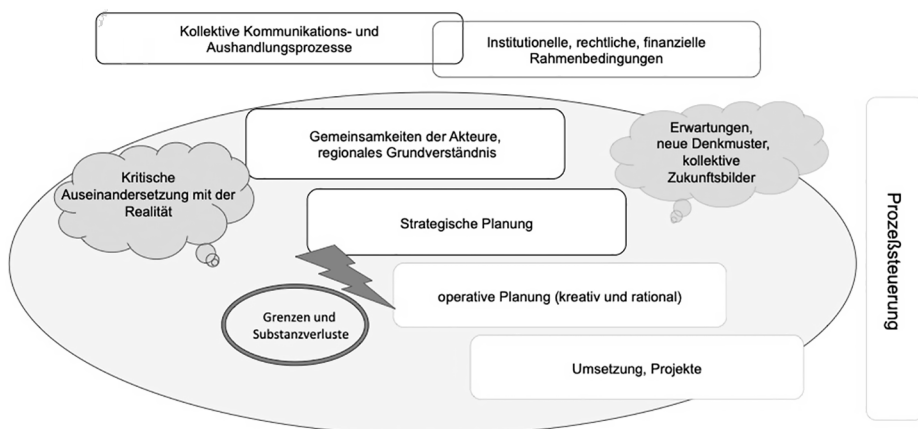 Kollektive Kommunikations- und
Aushandlungsprozesse
Institutionelle, rechtliche, finanzielle
Rahmenbedingungen
Gemeinsamkeiten der Akteure,
regionales Grundverständnis
Erwartungen,
neue Denkmuster,
kollektive
Zukunftsbilder
Kritische
Auseinandersetzung mit der
Realität
Strategische Planung
operative Planung (kreativ und rational)
Grenzen und
Substanzverluste
Umsetzung, Projekte
Prozeßsteuerung